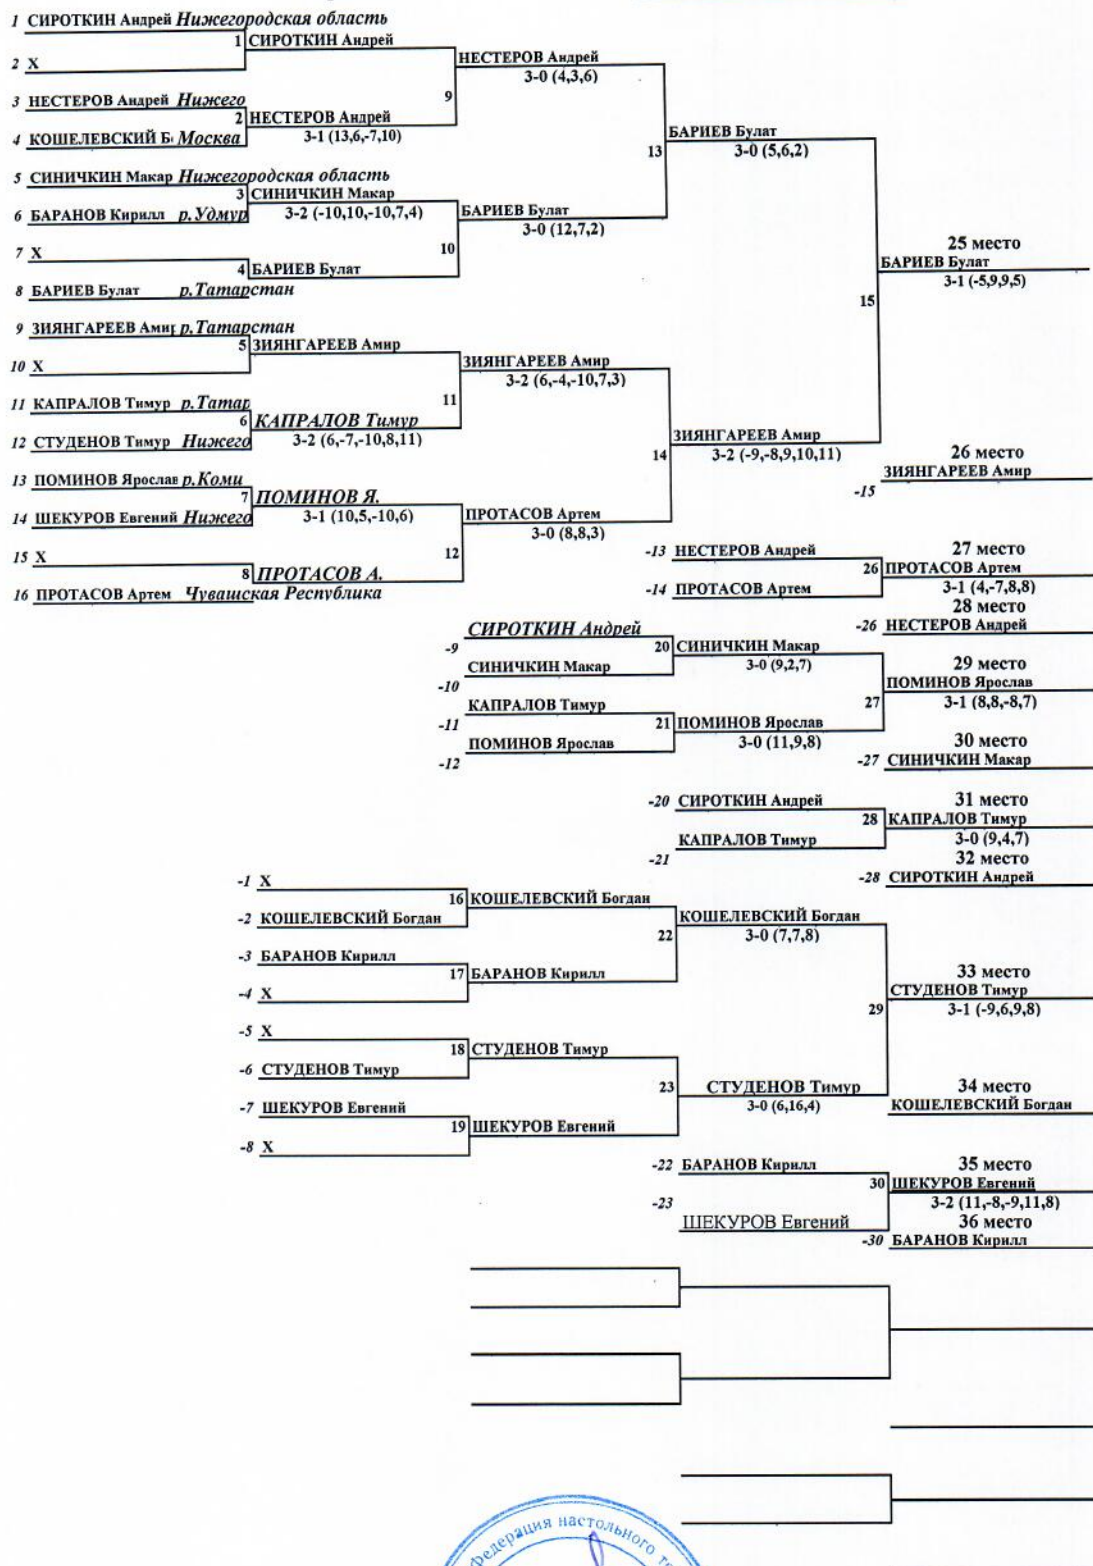 1 СИРОТКИН Андрей Нижегородская область
1 СИРОТКИН Андрей
2 X
НЕСТЕРОВ Андрей
3-0 (4,3,6)
9
3 НЕСТЕРОВ Андрей Нижего
2 НЕСТЕРОВ Андрей
3-1 (13,6,-7,10)
4 КОШЕЛЕВСКИЙ Б Москва
БАРИЕВ Булат
3-0 (5,6,2)
13
5 СИНИЧКИН Макар Нижегородская область
3 СИНИЧКИН Макар
3-2 (-10,10,-10,7,4)
6 БАРАНОВ Кирилл р.Удмур
БАРИЕВ Булат
3-0 (12,7,2)
10
7 X
4 БАРИЕВ Булат
8 БАРИЕВ Булат р.Татарстан
25 место
БАРИЕВ Булат
3-1 (-5,9,9,5)
15
9 ЗИЯНГАРЕЕВ Амир р.Татарстан
5 ЗИЯНГАРЕЕВ Амир
10 X
ЗИЯНГАРЕЕВ Амир
3-2 (6,-4,-10,7,3)
11
11 КАПРАЛОВ Тимур р.Татар
6 КАПРАЛОВ Тимур
3-2 (6,-7,-10,8,11)
12 СТУДЕНОВ Тимур Нижего
ЗИЯНГАРЕЕВ Амир
3-2 (-9,-8,9,10,11)
14
26 место
ЗИЯНГАРЕЕВ Амир
-15
13 ПОМИНОВ Ярослав р.Коми
7 ПОМИНОВ Я.
3-1 (10,5,-10,6)
14 ШЕКУРОВ Евгений Нижего
ПРОТАСОВ Артем
3-0 (8,8,3)
12
15 X
8 ПРОТАСОВ А.
16 ПРОТАСОВ Артем Чувашская Республика
-13 НЕСТЕРОВ Андрей
27 место
26 ПРОТАСОВ Артем
3-1 (4,-7,8,8)
-14 ПРОТАСОВ Артем
28 место
-26 НЕСТЕРОВ Андрей
СИРОТКИН Андрей
-9
20 СИНИЧКИН Макар
3-0 (9,2,7)
СИНИЧКИН Макар
-10
29 место
ПОМИНОВ Ярослав
27
3-1 (8,8,-8,7)
КАПРАЛОВ Тимур
-11
21 ПОМИНОВ Ярослав
3-0 (11,9,8)
ПОМИНОВ Ярослав
-12
30 место
-27 СИНИЧКИН Макар
-20 СИРОТКИН Андрей
31 место
28 КАПРАЛОВ Тимур
3-0 (9,4,7)
КАПРАЛОВ Тимур
-21
32 место
-28 СИРОТКИН Андрей
-1 X
16 КОШЕЛЕВСКИЙ Богдан
-2 КОШЕЛЕВСКИЙ Богдан
КОШЕЛЕВСКИЙ Богдан
3-0 (7,7,8)
22
-3 БАРАНОВ Кирилл
17 БАРАНОВ Кирилл
-4 X
33 место
СТУДЕНОВ Тимур
3-1 (-9,6,9,8)
29
-5 X
18 СТУДЕНОВ Тимур
-6 СТУДЕНОВ Тимур
23
СТУДЕНОВ Тимур
3-0 (6,16,4)
34 место
КОШЕЛЕВСКИЙ Богдан
-7 ШЕКУРОВ Евгений
19 ШЕКУРОВ Евгений
-8 X
-22 БАРАНОВ Кирилл
35 место
30 ШЕКУРОВ Евгений
3-2 (11,-8,-9,11,8)
-23
ШЕКУРОВ Евгений
36 место
-30 БАРАНОВ Кирилл
Федерация настольного